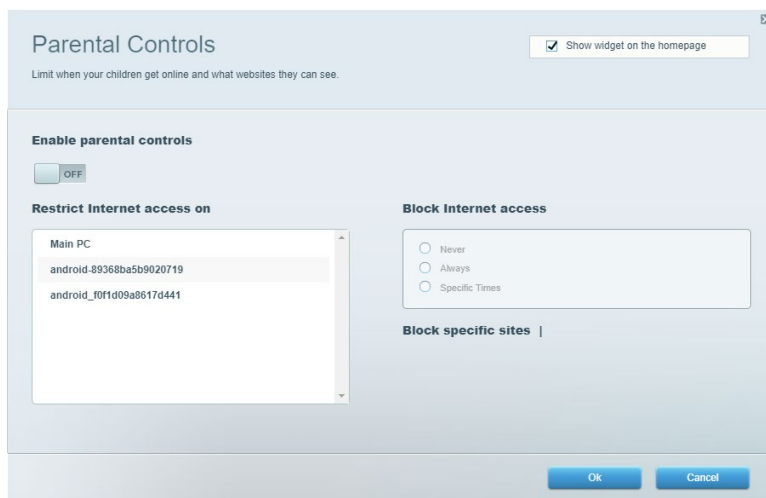 Parental Controls
Show widget on the homepage
Limit when your children get online and what websites they can see.
Enable parental controls
OFF
Restrict Internet access on
Main PC
android-89368ba5b9020719
android_f0f1d09a8617d441
Block Internet access
Never
Always
Specific Times
Block specific sites |
Ok
Cancel